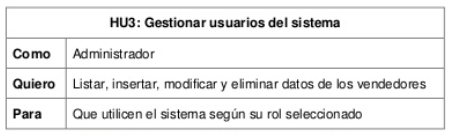 HU3: Gestionar usuarios del sistema
Como Administrador
Quiero Listar, insertar, modificar y eliminar datos de los vendedores
Para Que utilicen el sistema según su rol seleccionado